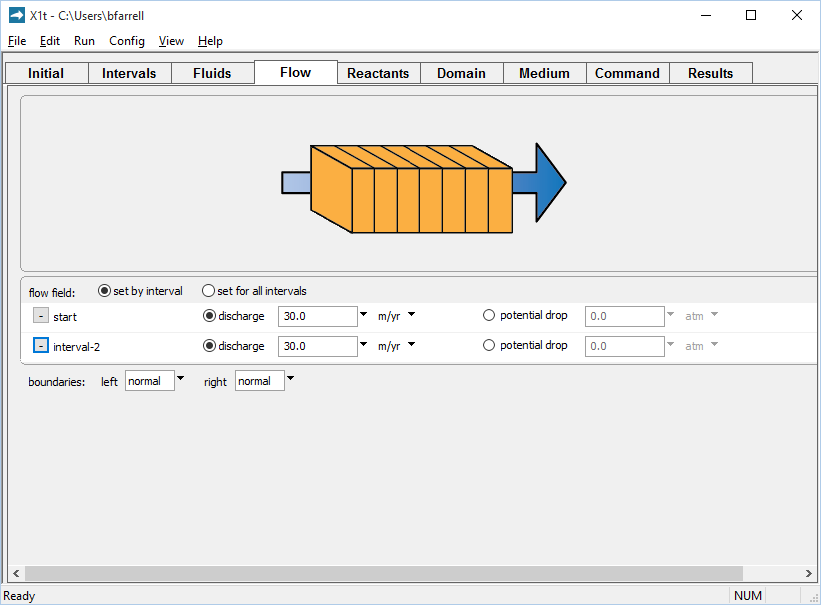 X1t - C:\Users\bfarrell
File Edit Run Config View Help
Initial Intervals Fluids Flow Reactants Domain Medium Command Results
flow field: set by interval set for all intervals
- start discharge 30.0 m/yr potential drop 0.0 atm
- interval-2 discharge 30.0 m/yr potential drop 0.0 atm
boundaries: left normal right normal
Ready NUM